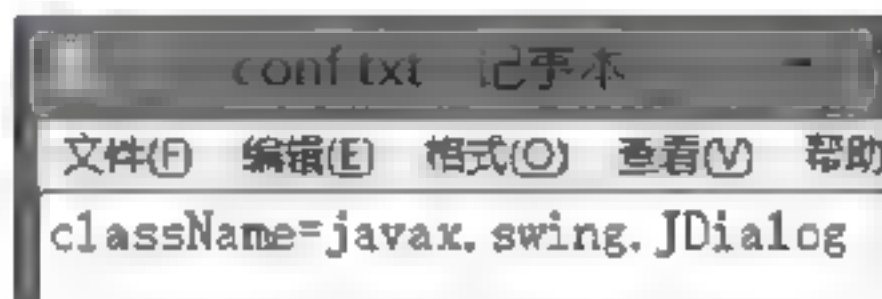 conf txt 记事本
文件(F) 编辑(E) 格式(O) 查看(V) 帮助
className=javax.swing.JDialog